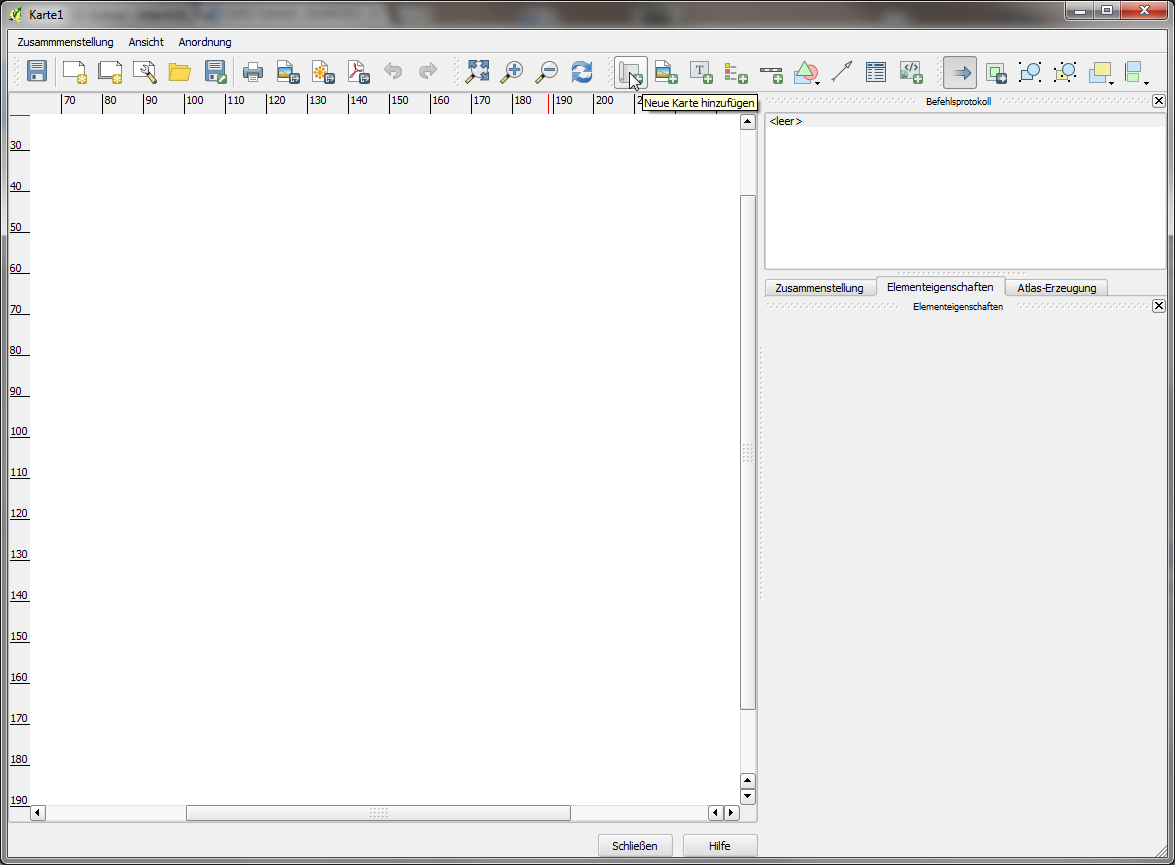 Karte1
Zusammmenstellung Ansicht Anordnung
70 80 90 100 110 120 130 140 150 160 170 180 190 200
Neue Karte hinzufügen
Befehlsprotokoll
<leer>
30
40
50
60
70
80
90
100
110
120
130
140
150
160
170
180
190
Zusammenstellung Elementeigenschaften Atlas-Erzeugung
Elementeigenschaften
Schließen Hilfe